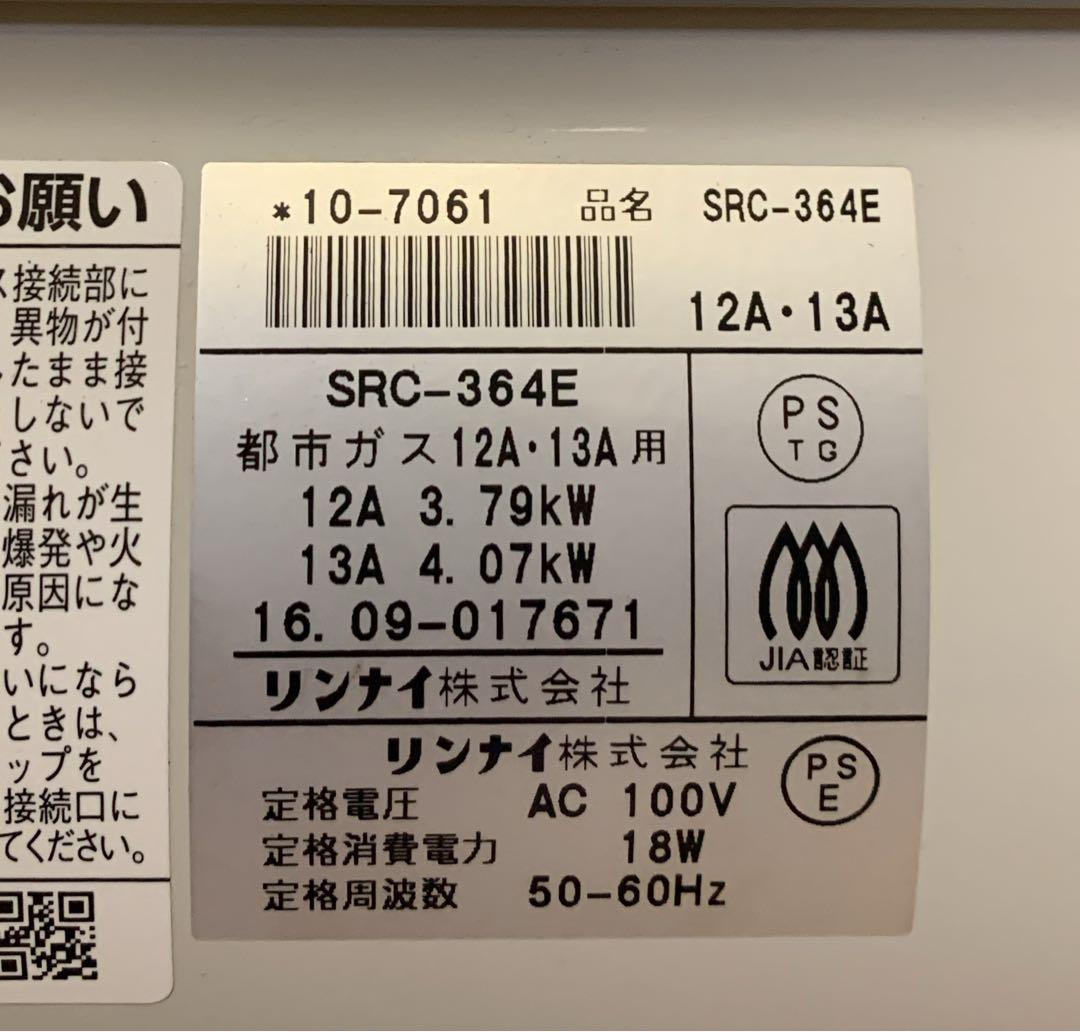 お願い
ス接続部に
異物が付
したまま接
しないで
さい。
漏れが生
爆発や火
原因にな
す。
いになら
ときは、
ップを
接続口に
てください。
*10-7061 品名 SRC-364E
12A・13A
SRC-364E
都市ガス12A・13A用
12A 3.79kW
13A 4.07kW
16.09-017671
リンナイ株式会社
PS
TG
JIA認証
リンナイ株式会社
PS
E
定格電圧 AC 100V
定格消費電力 18W
定格周波数 50-60Hz